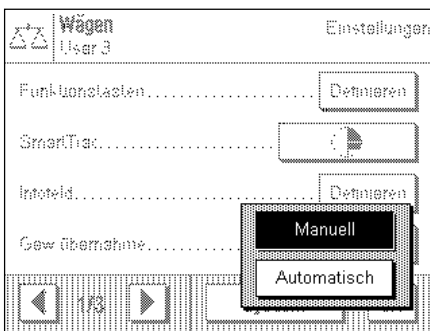 Wägen
User 3
Einstellungen
Funktionstasten
Definieren
SmartTrac
Infofeld
Definieren
Gew übernahme
Manuell
Automatisch
1/3